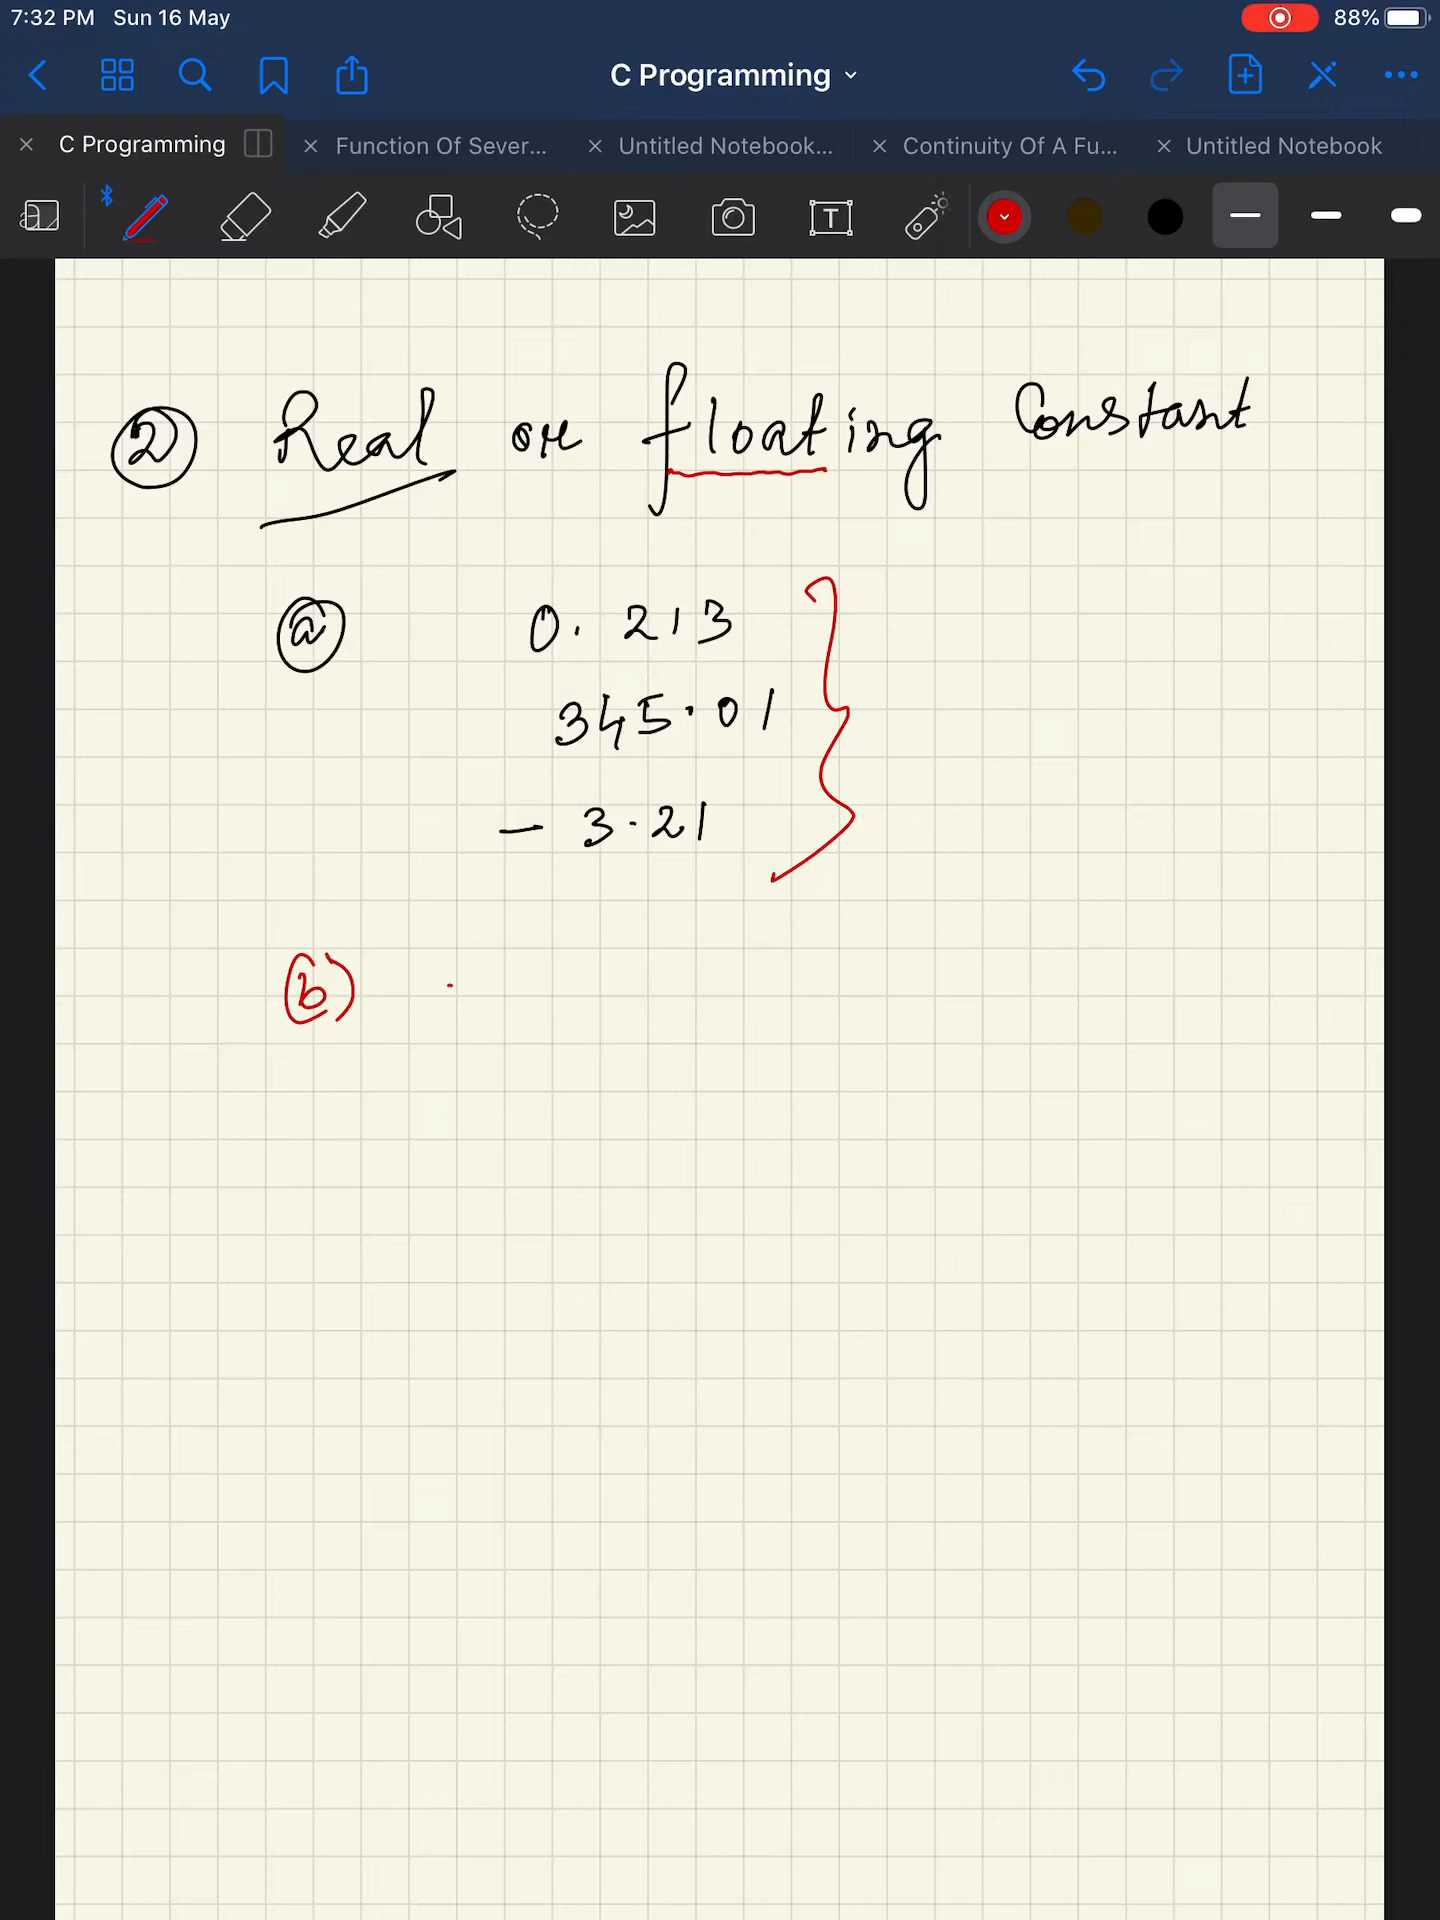 7:32 PM Sun 16 May 88%
C Programming
C Programming Function Of Sever... Untitled Notebook... Continuity Of A Fu... Untitled Notebook
a T
2 Real or floating Constant
a 0.213
345.01
- 3.21
(b) .